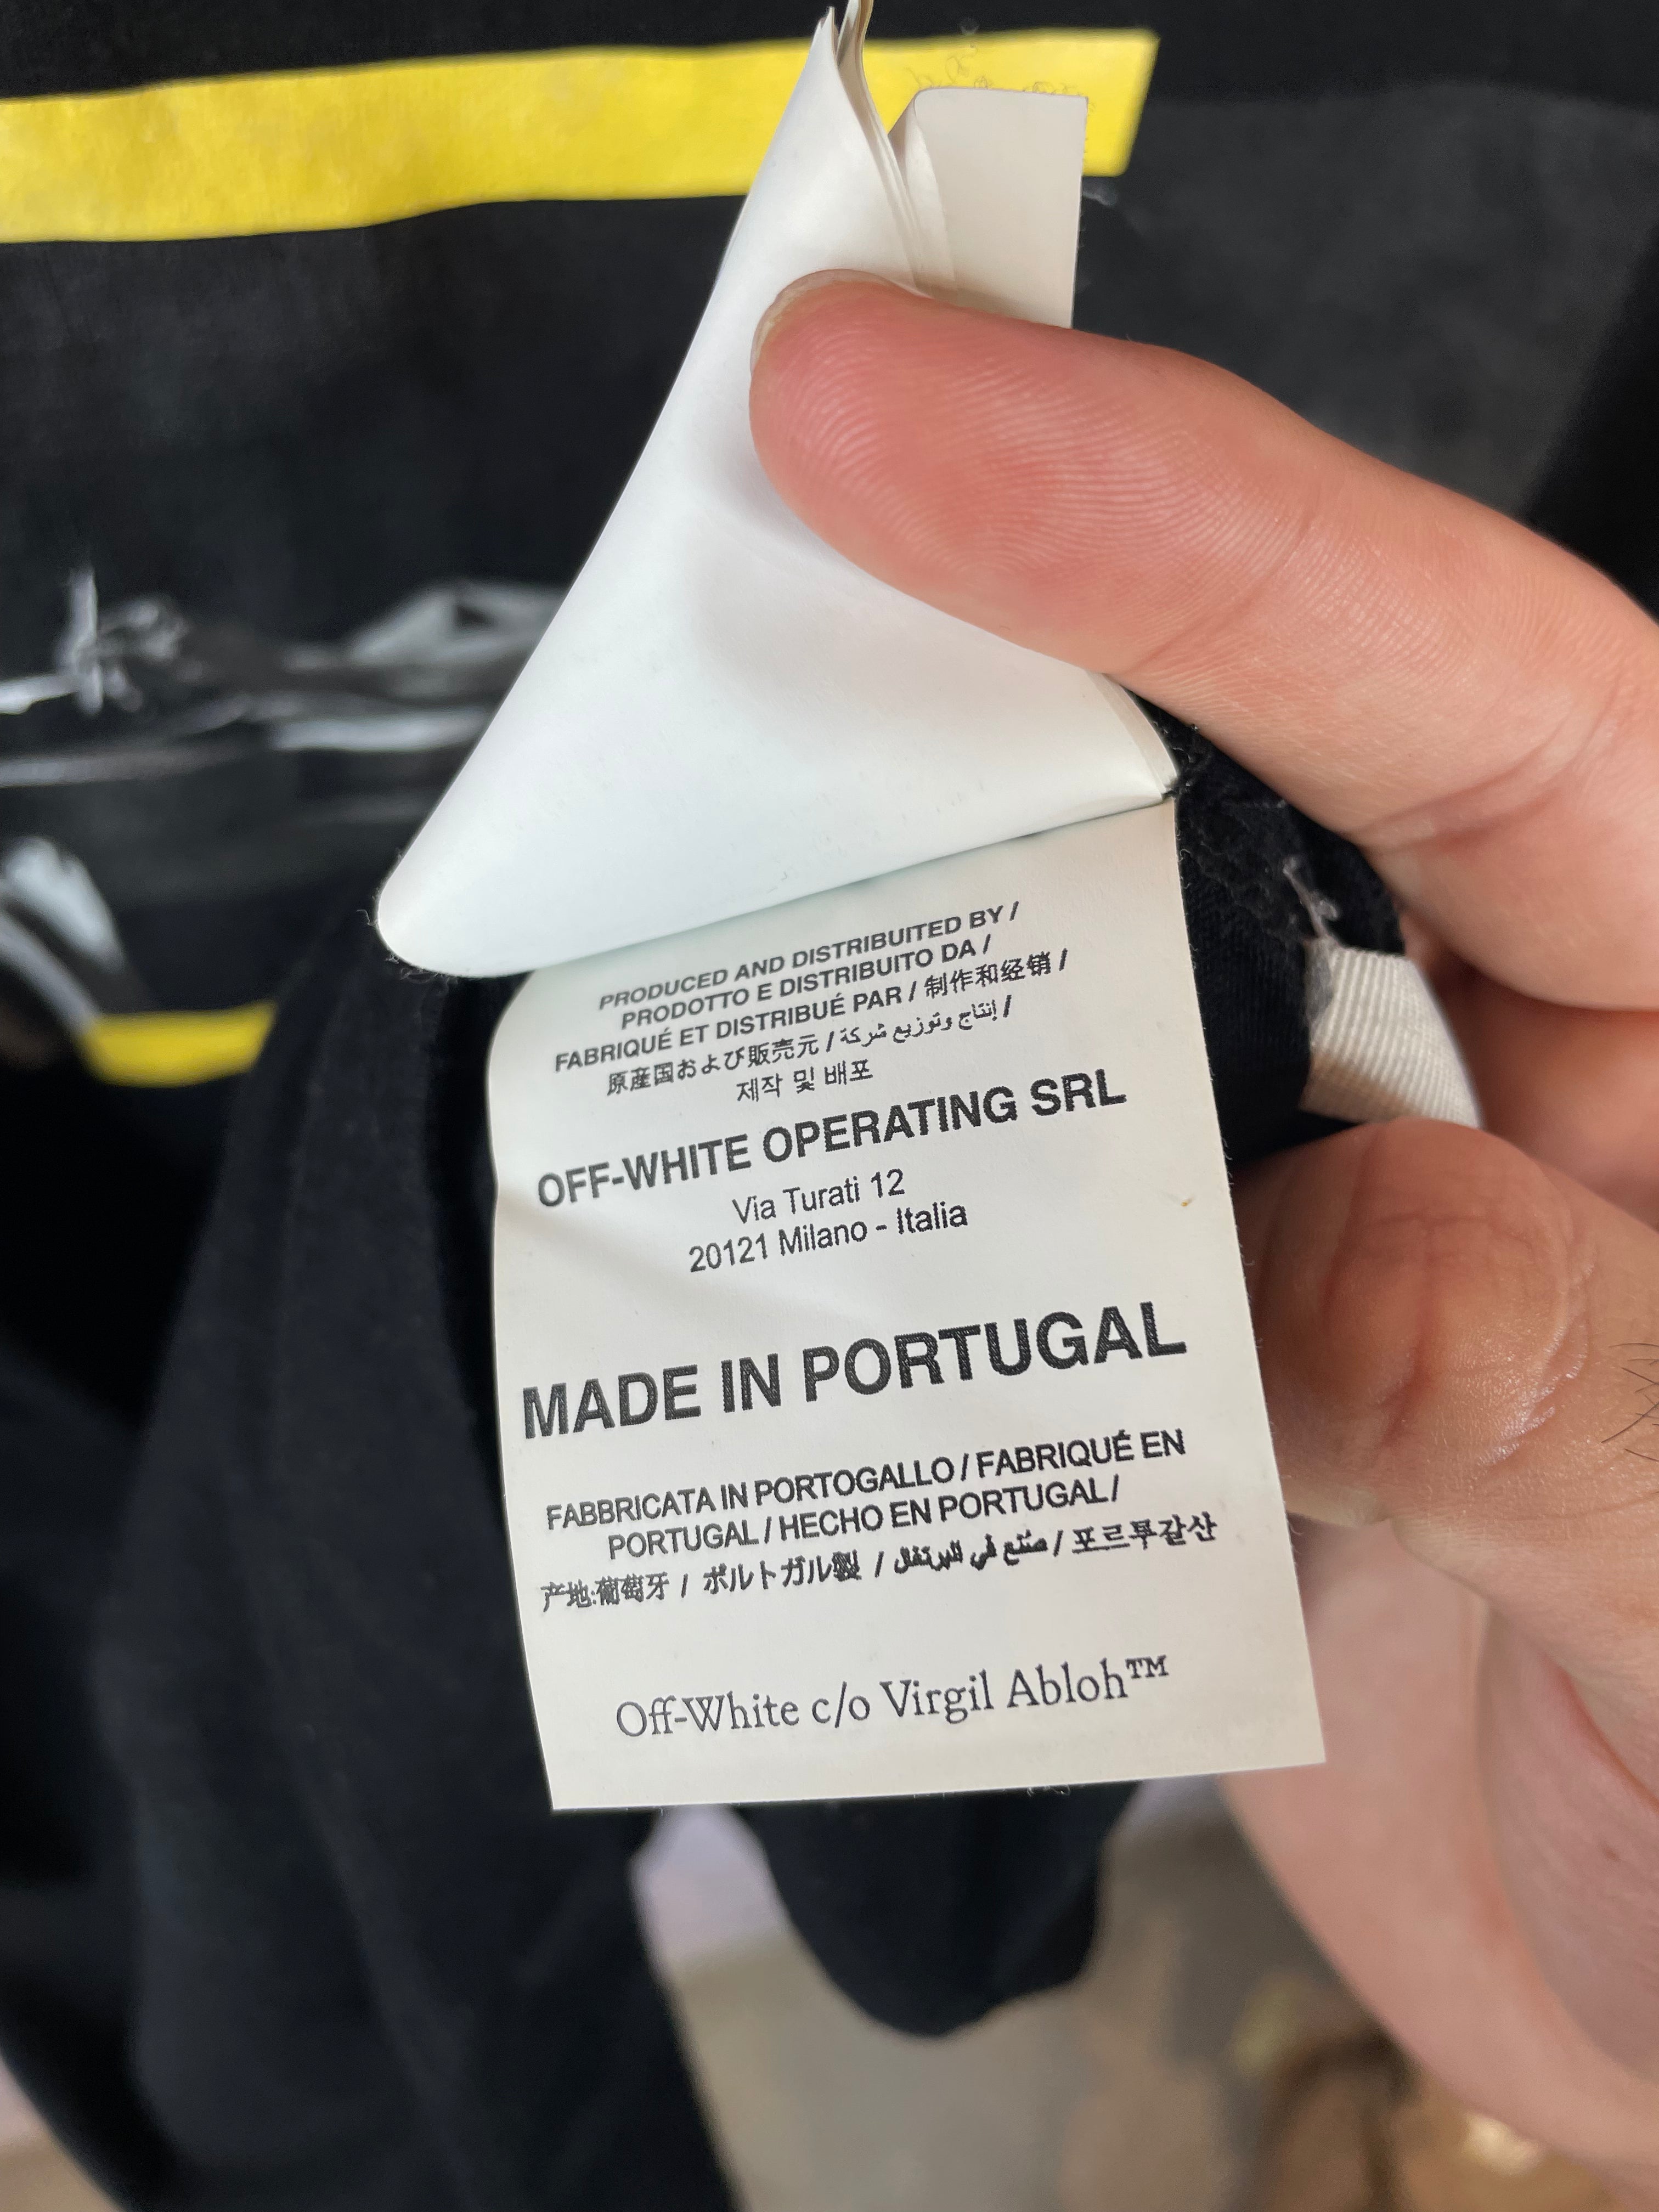 PRODUCED AND DISTRIBUITED BY /
PRODOTTO E DISTRIBUITO DA /
FABRIQUÉ ET DISTRIBUÉ PAR / 制作和经销 /
原産国および販売元 / إنتاج وتوزيع شركة /
제작 및 배포
OFF-WHITE OPERATING SRL
Via Turati 12
20121 Milano - Italia
MADE IN PORTUGAL
FABBRICATA IN PORTOGALLO / FABRIQUÉ EN
PORTUGAL / HECHO EN PORTUGAL /
产地:葡萄牙 / ポルトガル製 / صنع في البرتغال / 포르투갈산
Off-White c/o Virgil Abloh™